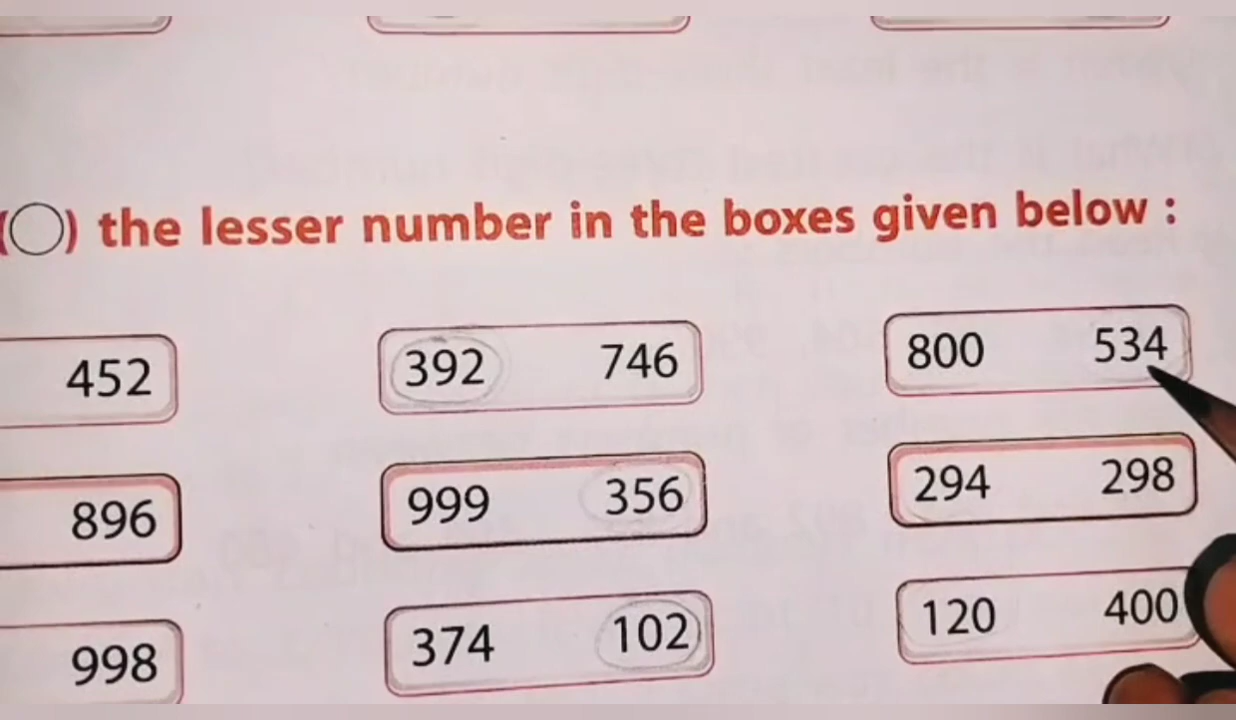 (○) the lesser number in the boxes given below :
452 392 746 800 534
896 999 356 294 298
998 374 102 120 400